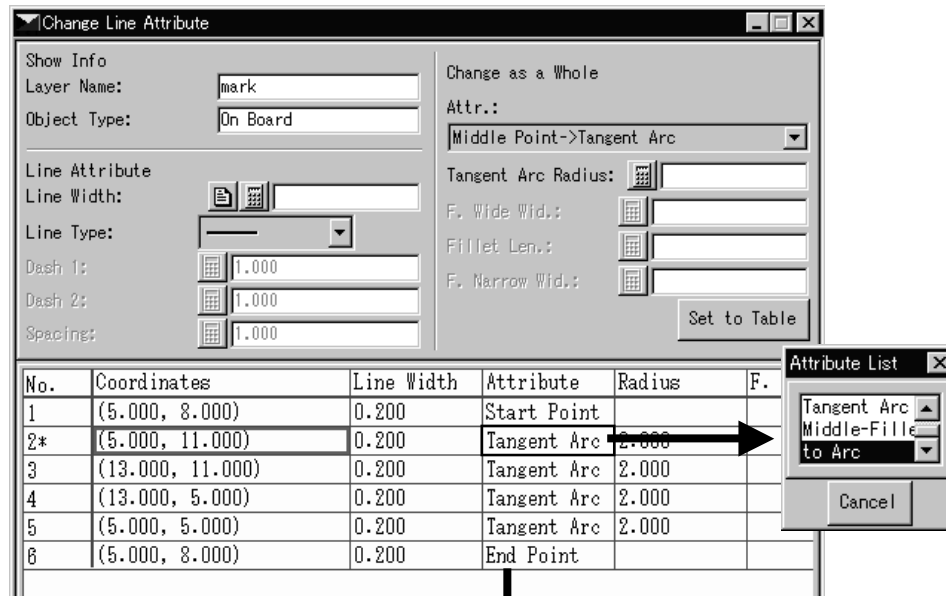 Change Line Attribute
Show Info
Layer Name: mark
Object Type: On Board
Line Attribute
Line Width:
Line Type:
Dash 1: 1.000
Dash 2: 1.000
Spacing: 1.000
Change as a Whole
Attr.:
Middle Point->Tangent Arc
Tangent Arc Radius:
F. Wide Wid.:
Fillet Len.:
F. Narrow Wid.:
Set to Table
No. Coordinates Line Width Attribute Radius F.
1 (5.000, 8.000) 0.200 Start Point
2* (5.000, 11.000) 0.200 Tangent Arc 2.000
3 (13.000, 11.000) 0.200 Tangent Arc 2.000
4 (13.000, 5.000) 0.200 Tangent Arc 2.000
5 (5.000, 5.000) 0.200 Tangent Arc 2.000
6 (5.000, 8.000) 0.200 End Point
Attribute List
Tangent Arc
Middle-Fille
to Arc
Cancel